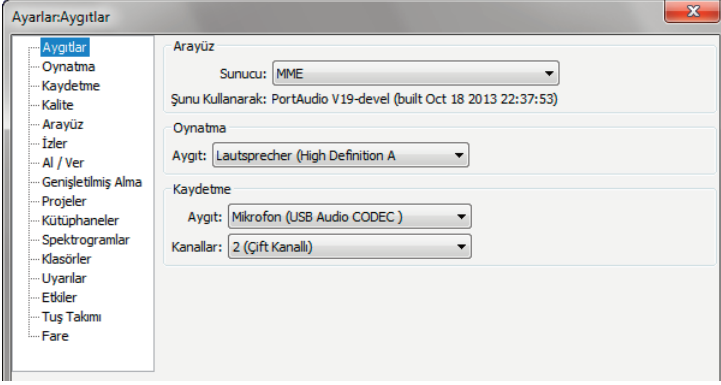 Ayarlar:Aygıtlar
Aygıtlar
Oynatma
Kaydetme
Kalite
Arayüz
İzler
Al / Ver
Genişletilmiş Alma
Projeler
Kütüphaneler
Spektrogramlar
Klasörler
Uyarılar
Etkiler
Tuş Takımı
Fare
Arayüz
Sunucu: MME
Şunu Kullanarak: PortAudio V19-devel (built Oct 18 2013 22:37:53)
Oynatma
Aygıt: Lautsprecher (High Definition A
Kaydetme
Aygıt: Mikrofon (USB Audio CODEC )
Kanallar: 2 (Çift Kanallı)